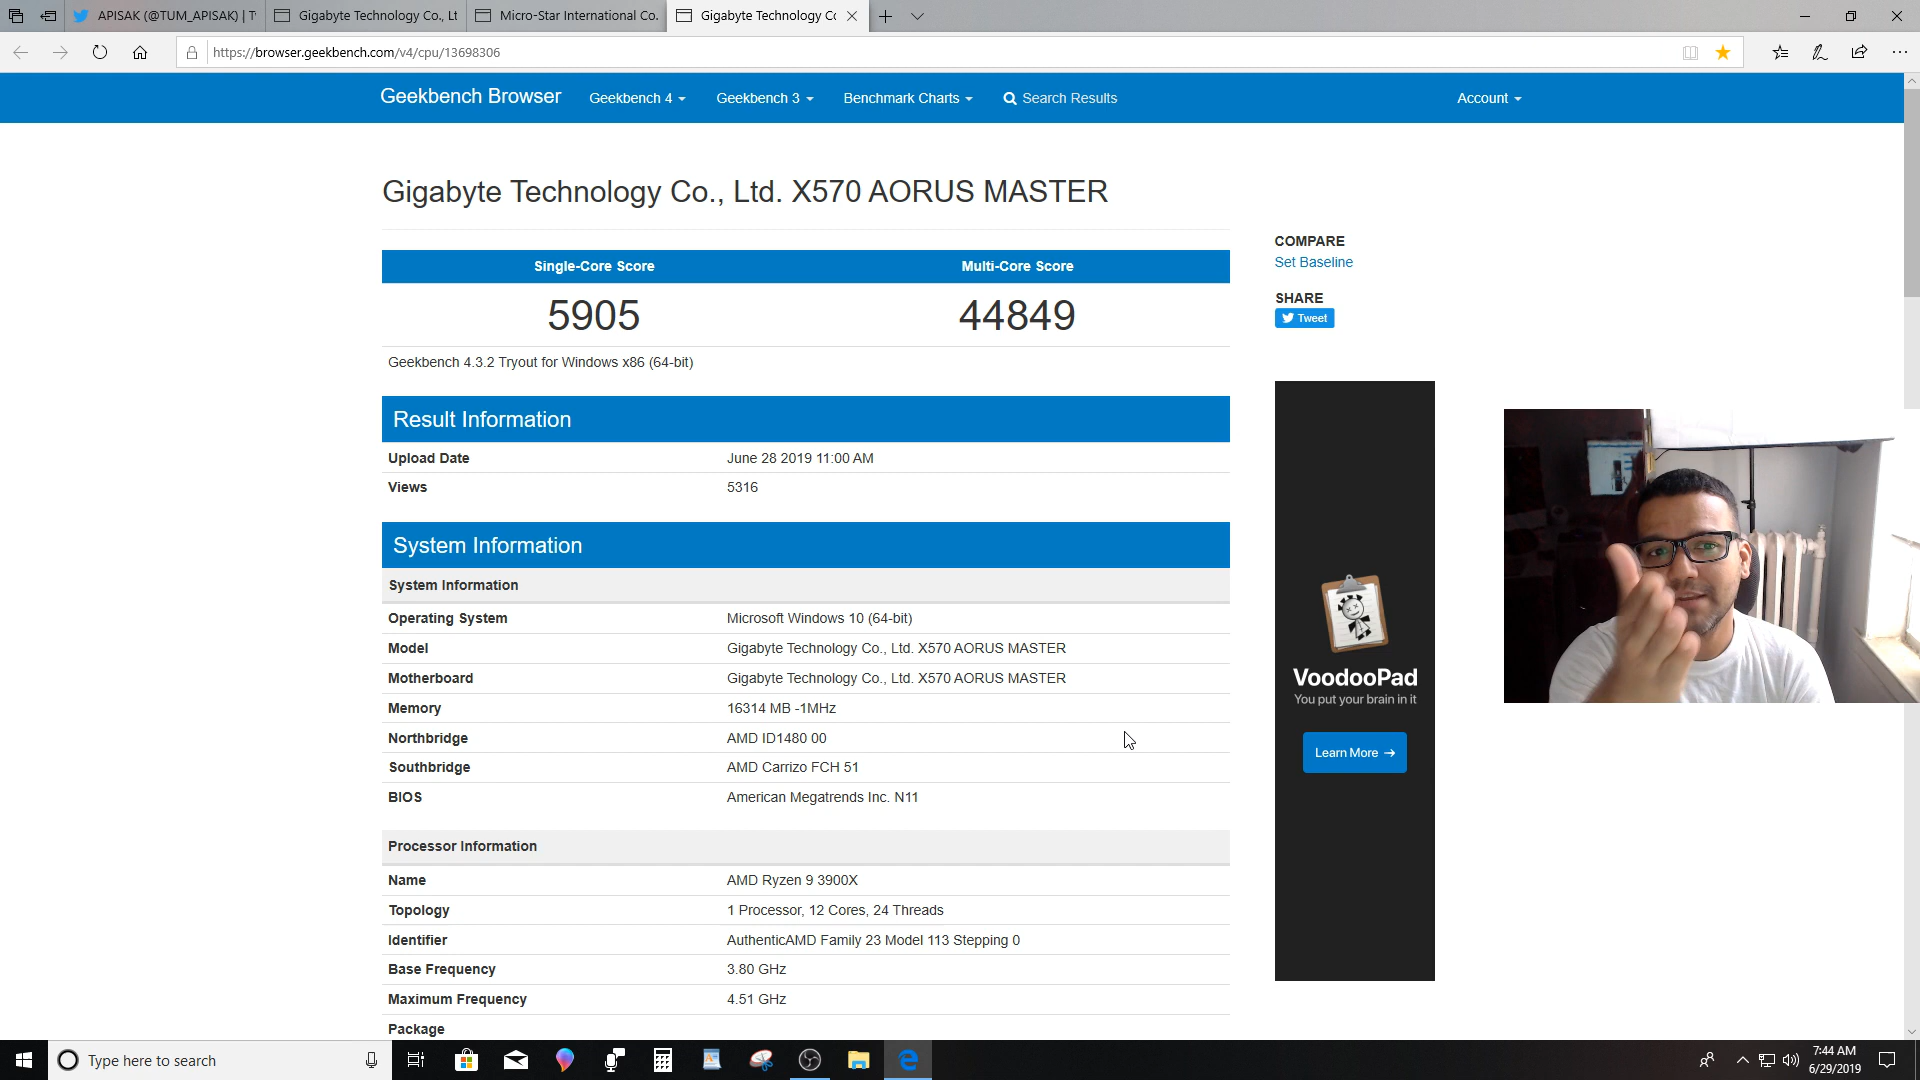 APISAK (@TUM_APISAK) | T
Gigabyte Technology Co., Lt
Micro-Star International Co.
Gigabyte Technology Cc
https://browser.geekbench.com/v4/cpu/13698306
Geekbench Browser
Geekbench 4
Geekbench 3
Benchmark Charts
Search Results
Account
Gigabyte Technology Co., Ltd. X570 AORUS MASTER
Single-Core Score Multi-Core Score
5905 44849
Geekbench 4.3.2 Tryout for Windows x86 (64-bit)
COMPARE
Set Baseline
SHARE
Tweet
Result Information
Upload Date June 28 2019 11:00 AM
Views 5316
System Information
System Information
Operating System Microsoft Windows 10 (64-bit)
Model Gigabyte Technology Co., Ltd. X570 AORUS MASTER
Motherboard Gigabyte Technology Co., Ltd. X570 AORUS MASTER
Memory 16314 MB -1MHz
Northbridge AMD ID1480 00
Southbridge AMD Carrizo FCH 51
BIOS American Megatrends Inc. N11
Processor Information
Name AMD Ryzen 9 3900X
Topology 1 Processor, 12 Cores, 24 Threads
Identifier AuthenticAMD Family 23 Model 113 Stepping 0
Base Frequency 3.80 GHz
Maximum Frequency 4.51 GHz
Package
VoodooPad
You put your brain in it
Learn More →
Type here to search
7:44 AM
6/29/2019